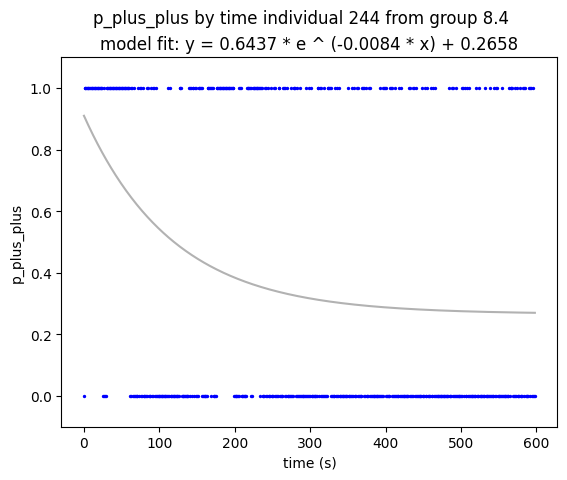 p_plus_plus by time individual 244 from group 8.4
model fit: y = 0.6437 * e ^ (-0.0084 * x) + 0.2658
1.0
0.8
0.6
0.4
0.2
0.0
p_plus_plus
0 100 200 300 400 500 600
time (s)